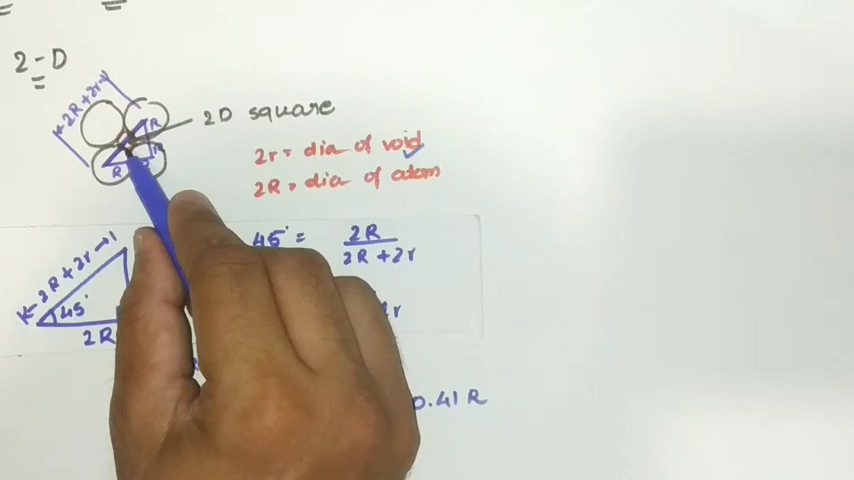 2-D
2R+2r
2D square
R
R
R
2r = dia of void
2R = dia of atom
45° = 2R / 2R+2r
2R+2r
45°
2R
r
0.41 R